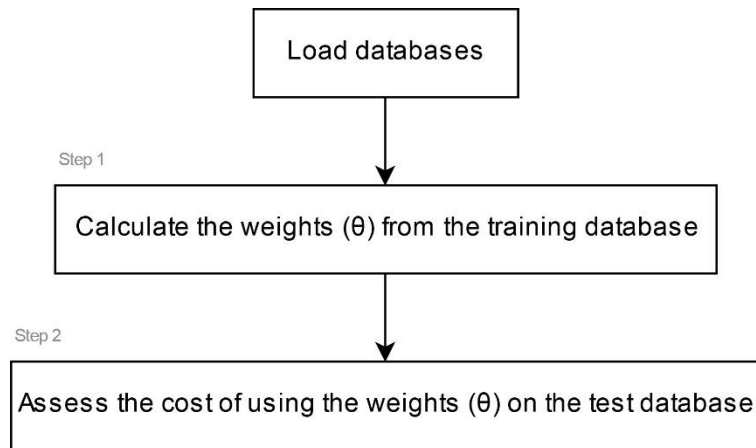 Load databases
Step 1
Calculate the weights (θ) from the training database
Step 2
Assess the cost of using the weights (θ) on the test database